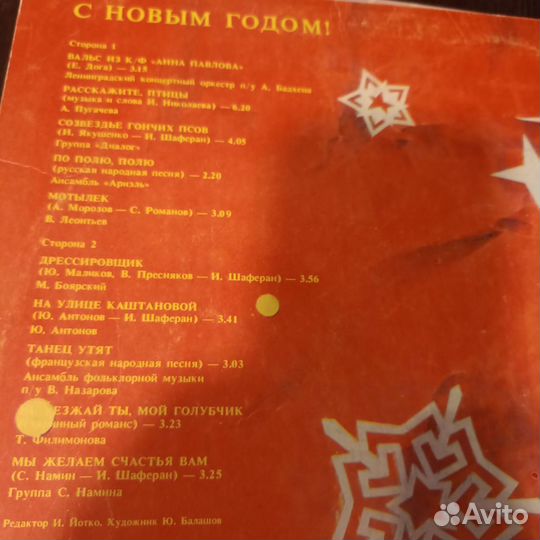 С НОВЫМ ГОДОМ!
Сторона 1
ВАЛЬС ИЗ К/Ф «АННА ПАВЛОВА»
(Е. Дога) — 3.15
Ленинградский концертный оркестр п/у А. Бадхена
РАССКАЖИТЕ, ПТИЦЫ
(музыка и слова И. Николаева) — 6.20
А. Пугачева
СОЗВЕЗДЬЕ ГОНЧИХ ПСОВ
(И. Якушенко — И. Шаферан) — 4.05
Группа «Диалог»
ПО ПОЛЮ, ПОЛЮ
(русская народная песня) — 2.20
Ансамбль «Ариэль»
МОТЫЛЕК
(А. Морозов — С. Романов) — 3.09
В. Леонтьев
Сторона 2
ДРЕССИРОВЩИК
(Ю. Маликов, В. Пресняков — И. Шаферан) — 3.56
М. Боярский
НА УЛИЦЕ КАШТАНОВОЙ
(Ю. Антонов — И. Шаферан) — 3.41
Ю. Антонов
ТАНЕЦ УТЯТ
(французская народная песня) — 3.03
Ансамбль фольклорной музыки
п/у В. Назарова
ЕЗЖАЙ ТЫ, МОЙ ГОЛУБЧИК
романс) — 3.23
Т. Филимонова
МЫ ЖЕЛАЕМ СЧАСТЬЯ ВАМ
(С. Намин — И. Шаферан) — 3.25
Группа С. Намина
Редактор И. Йотко. Художник Ю. Балашов
Avito